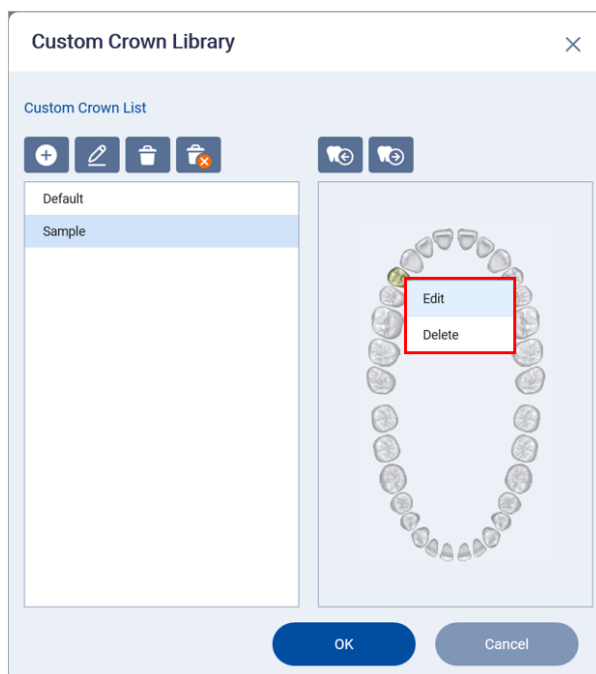 Custom Crown Library
Custom Crown List
Default
Sample
Edit
Delete
OK
Cancel